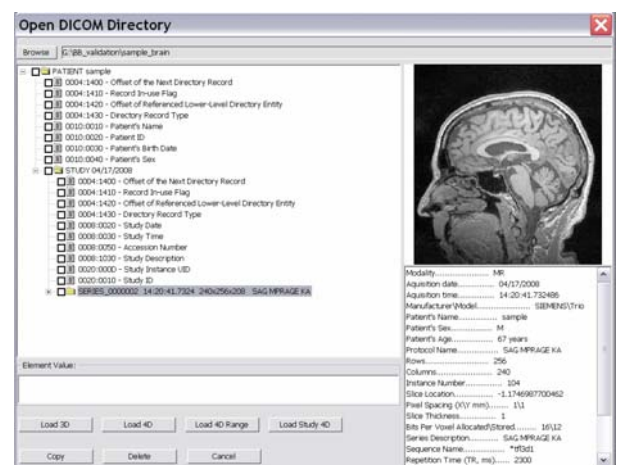 Open DICOM Directory
Browse G:\BB_validation\sample_brain
PATIENT sample
0004:1400 - Offset of the Next Directory Record
0004:1410 - Record In-use Flag
0004:1420 - Offset of Referenced Lower-Level Directory Entity
0004:1430 - Directory Record Type
0010:0010 - Patient's Name
0010:0020 - Patient ID
0010:0030 - Patient's Birth Date
0010:0040 - Patient's Sex
STUDY 04/17/2008
0004:1400 - Offset of the Next Directory Record
0004:1410 - Record In-use Flag
0004:1420 - Offset of Referenced Lower-Level Directory Entity
0004:1430 - Directory Record Type
0008:0020 - Study Date
0008:0030 - Study Time
0008:0050 - Accession Number
0008:1030 - Study Description
0020:000D - Study Instance UID
0020:0010 - Study ID
SERIES_0000002 14:20:41.7324 240x256x208 SAG MPRAGE KA
Element Value:
Load 3D Load 4D Load 4D Range Load Study 4D
Copy Delete Cancel
Modality..................... MR
Aquisition date.............. 04/17/2008
Aquisition time.............. 14:20:41.732486
Manufacturer\Model............. SIEMENS\Trio
Patient's Name............. sample
Patient's Sex.............. M
Patient's Age.............. 67 years
Protocol Name.............. SAG MPRAGE KA
Rows....................... 256
Columns.................... 240
Instance Number.............. 104
Slice Location.............. -1.1746987700462
Pixel Spacing (X\Y mm)....... 1\1
Slice Thickness.............. 1
Bits Per Voxel Allocated\Stored........ 16\12
Series Description........... SAG MPRAGE KA
Sequence Name.............. *tfl3d1
Repetition Time (TR, ms)...... 2300